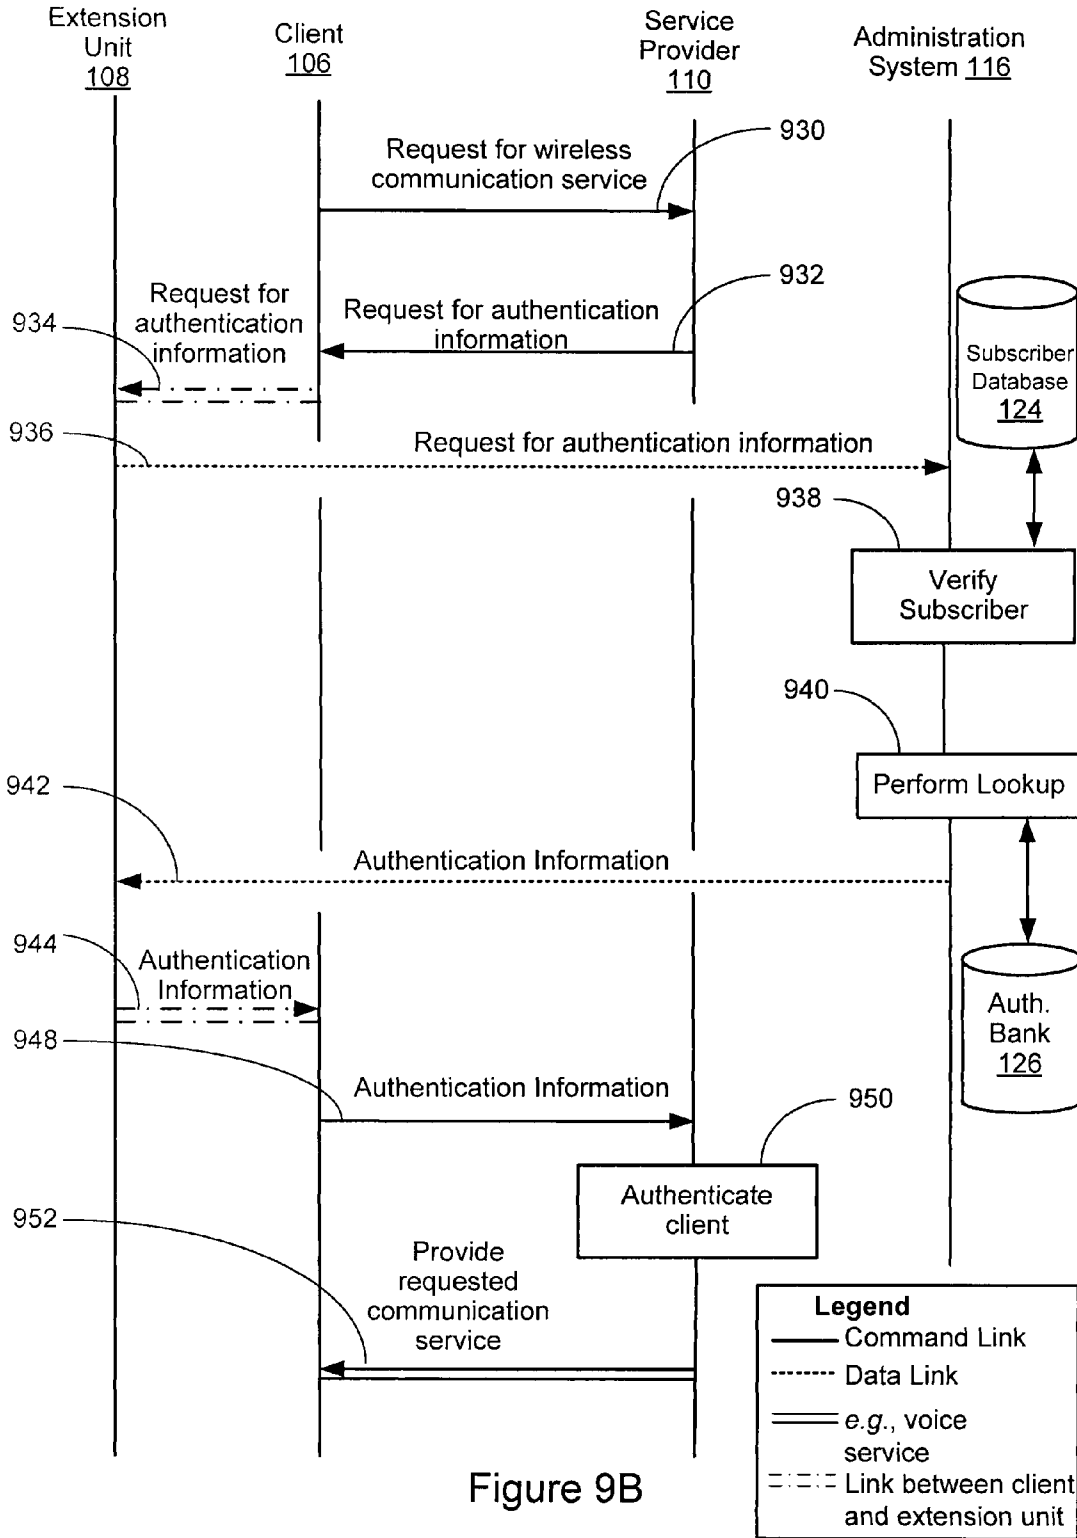 Extension
Unit
108
Client
106
Service
Provider
110
Administration
System 116
930
Request for wireless
communication service
932
Request for authentication
information
934
Request for
authentication
information
Subscriber
Database
124
936
Request for authentication information
938
Verify
Subscriber
940
Perform Lookup
942
Authentication Information
944
Authentication
Information
Auth.
Bank
126
948
Authentication Information
950
Authenticate
client
952
Provide
requested
communication
service
Legend
Command Link
Data Link
e.g., voice
service
Link between client
and extension unit
Figure 9B